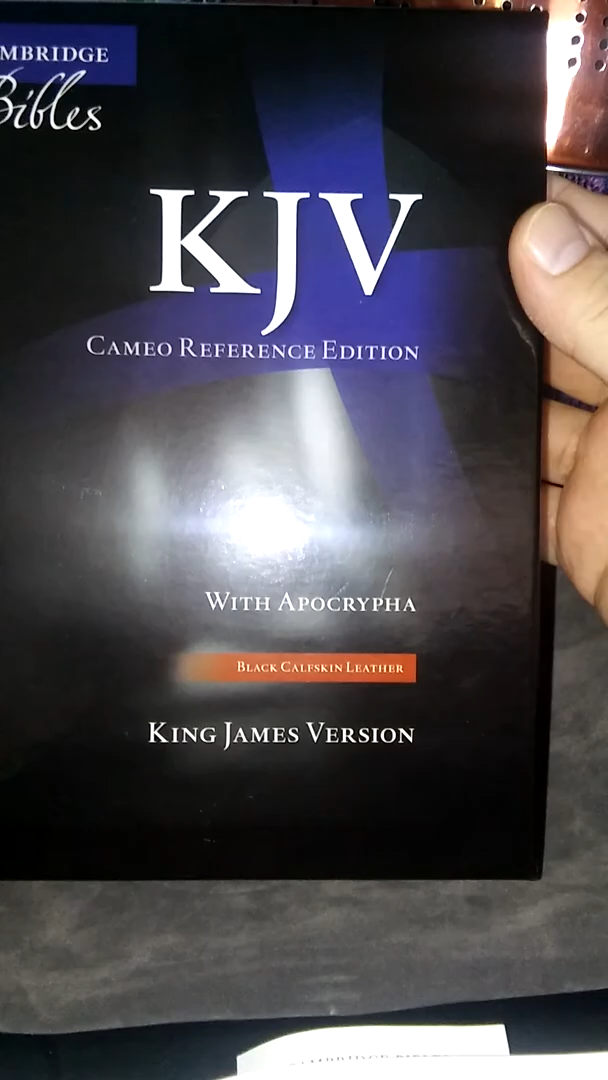 MBRIDGE
Bibles
KJV
CAMEO REFERENCE EDITION
WITH APOCRYPHA
BLACK CALFSKIN LEATHER
KING JAMES VERSION